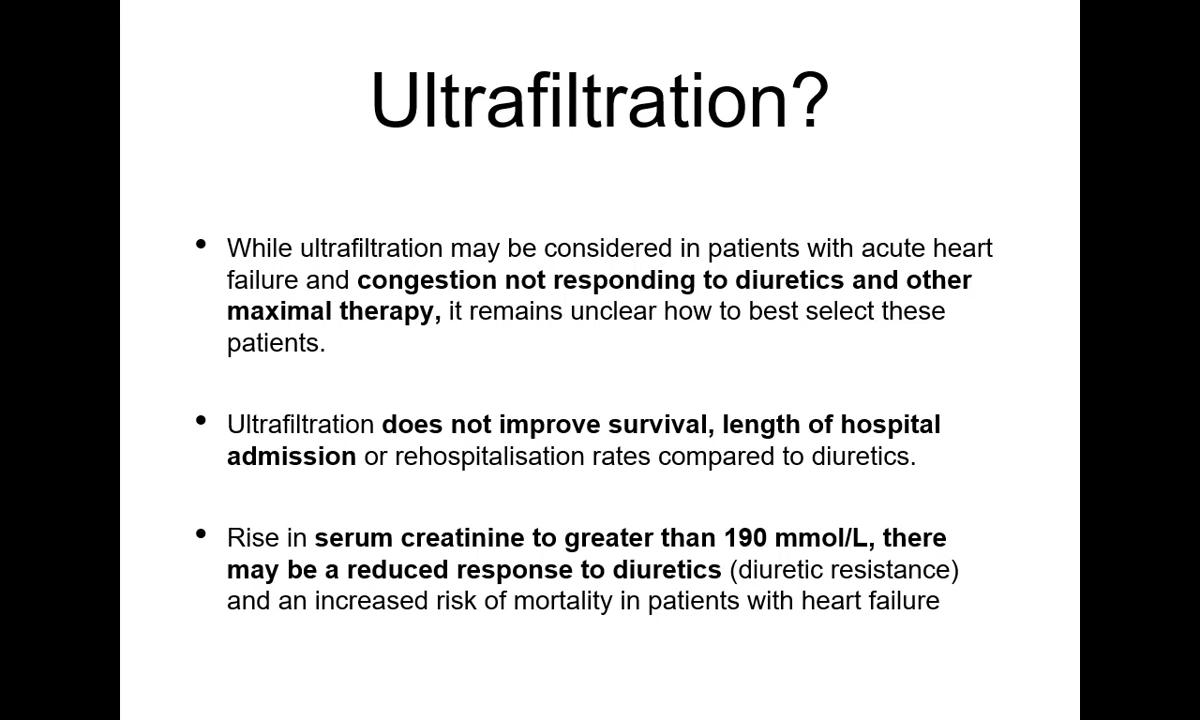 Ultrafiltration?
• While ultrafiltration may be considered in patients with acute heart
failure and congestion not responding to diuretics and other
maximal therapy, it remains unclear how to best select these
patients.
• Ultrafiltration does not improve survival, length of hospital
admission or rehospitalisation rates compared to diuretics.
• Rise in serum creatinine to greater than 190 mmol/L, there
may be a reduced response to diuretics (diuretic resistance)
and an increased risk of mortality in patients with heart failure